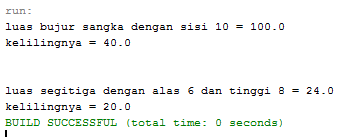 run:
luas bujur sangka dengan sisi 10 = 100.0
kelilingnya = 40.0
luas segitiga dengan alas 6 dan tinggi 8 = 24.0
kelilingnya = 20.0
BUILD SUCCESSFUL (total time: 0 seconds)